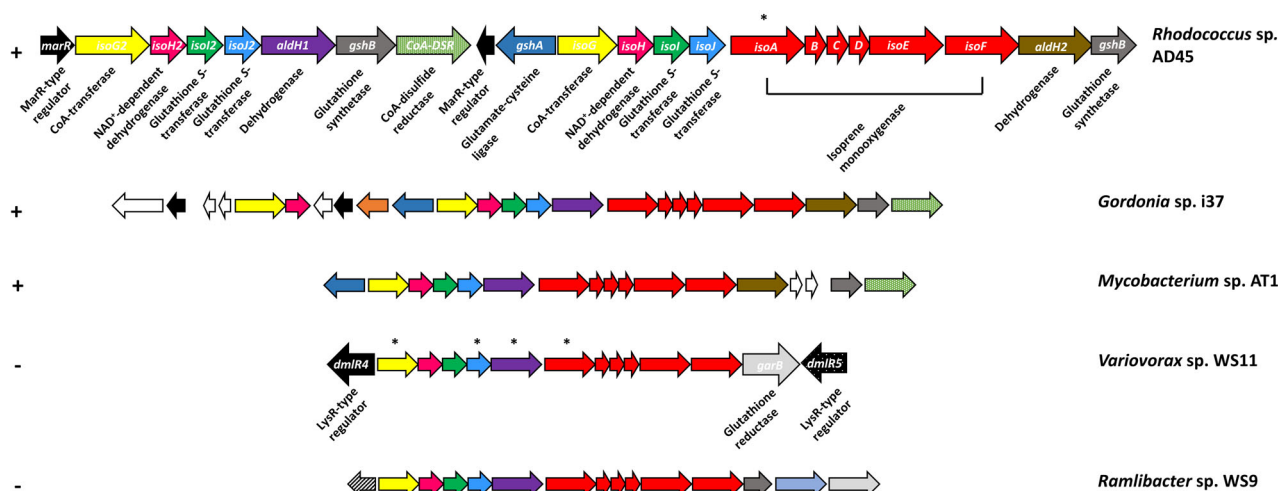 *
+
marR isoG2 isoH2 isoI2 isoJ2 aldH1 gshB CoA-DSR gshA isoG isoH isoI isoJ isoA B C D isoE isoF aldH2 gshB
Rhodococcus sp.
AD45
MarR-type
regulator
CoA-transferase
NAD⁺-dependent
dehydrogenase
Glutathione S-
transferase
Glutathione S-
transferase
Dehydrogenase
Glutathione
synthetase
CoA-disulfide
reductase
MarR-type
regulator
Glutamate-cysteine
ligase
CoA-transferase
NAD⁺-dependent
dehydrogenase
Glutathione S-
transferase
Glutathione S-
transferase
Isoprene
monooxygenase
Dehydrogenase
Glutathione
synthetase
+
Gordonia sp. i37
+
Mycobacterium sp. AT1
* * * *
-
dmlR4 garB dmlR5
Variovorax sp. WS11
LysR-type
regulator
Glutathione
reductase
LysR-type
regulator
-
Ramlibacter sp. WS9